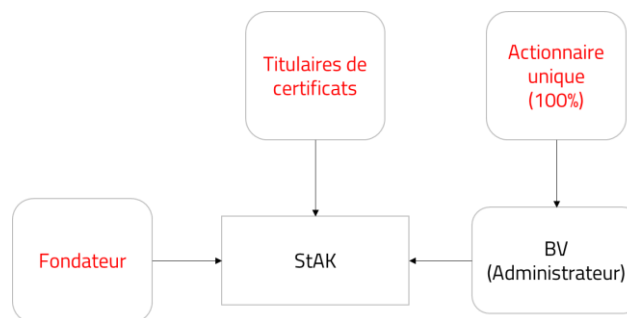 Titulaires de
certificats
Actionnaire
unique
(100%)
Fondateur
StAK
BV
(Administrateur)